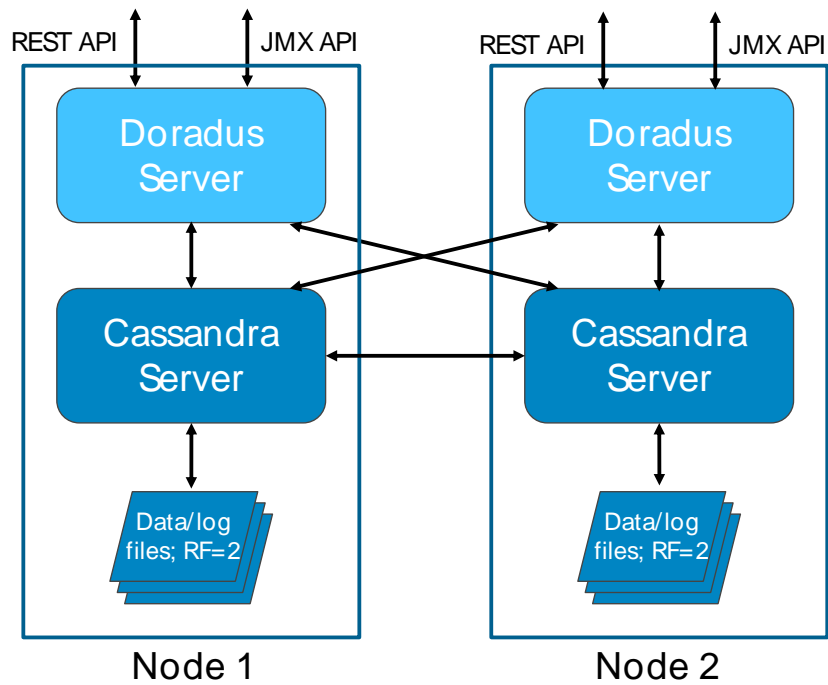 REST API
JMX API
REST API
JMX API
Doradus
Server
Doradus
Server
Cassandra
Server
Cassandra
Server
Data/log
files; RF=2
Data/log
files; RF=2
Node 1
Node 2